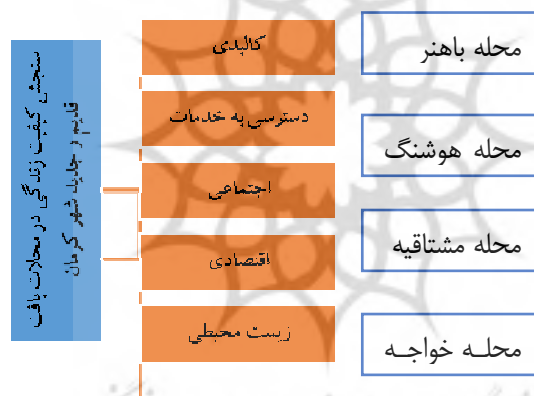 سنجش کیفیت زندگی در محلات بافت
قدیم و جدید شهر کرمان
کالبدی
دسترسی به خدمات
اجتماعی
اقتصادی
زیست محیطی
محله باهنر
محله هوشنگ
محله مشتاقیه
محله خواجه